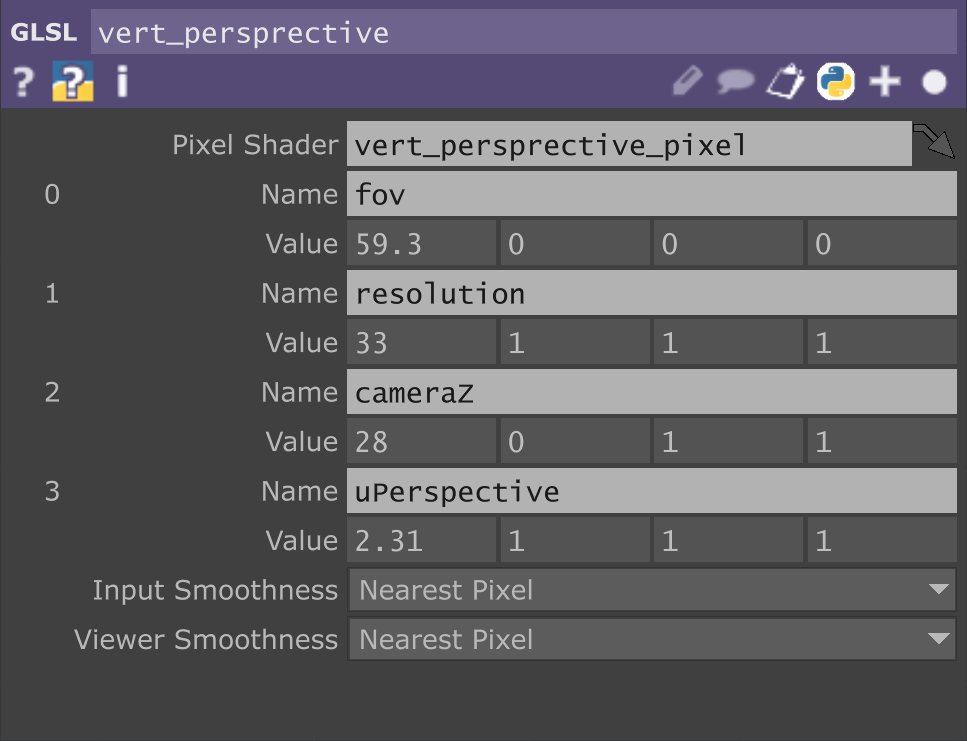 GLSL vert_persprective
? ? i
Pixel Shader vert_persprective_pixel
0 Name fov
Value 59.3 0 0 0
1 Name resolution
Value 33 1 1 1
2 Name cameraZ
Value 28 0 1 1
3 Name uPerspective
Value 2.31 1 1 1
Input Smoothness Nearest Pixel
Viewer Smoothness Nearest Pixel